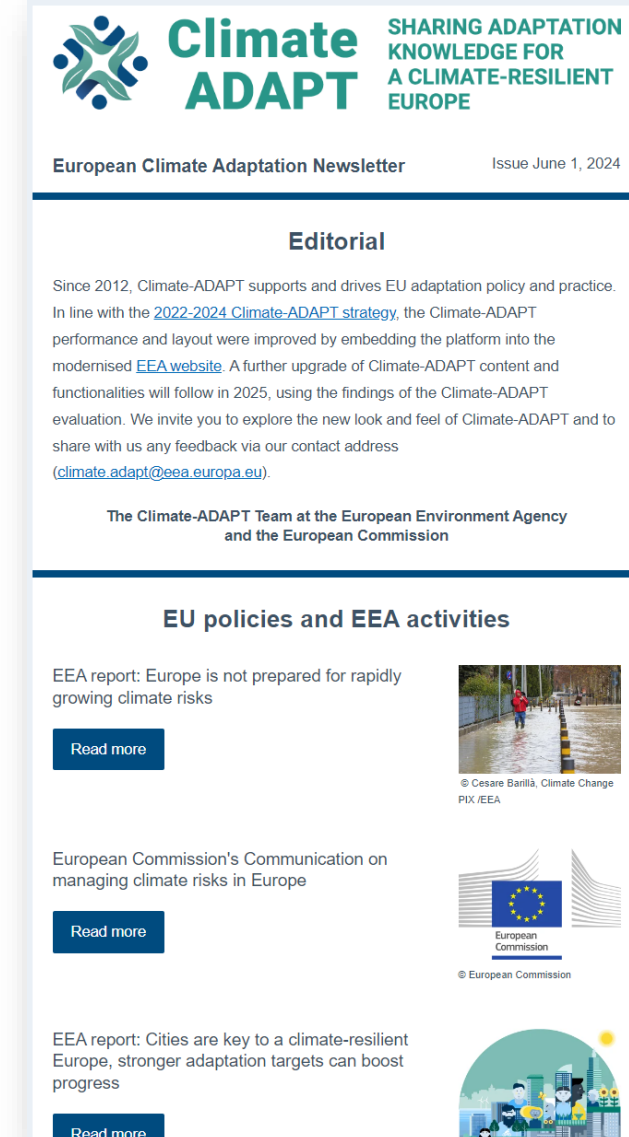 Climate
ADAPT
SHARING ADAPTATION
KNOWLEDGE FOR
A CLIMATE-RESILIENT
EUROPE
European Climate Adaptation Newsletter
Issue June 1, 2024
Editorial
Since 2012, Climate-ADAPT supports and drives EU adaptation policy and practice.
In line with the 2022-2024 Climate-ADAPT strategy, the Climate-ADAPT
performance and layout were improved by embedding the platform into the
modernised EEA website. A further upgrade of Climate-ADAPT content and
functionalities will follow in 2025, using the findings of the Climate-ADAPT
evaluation. We invite you to explore the new look and feel of Climate-ADAPT and to
share with us any feedback via our contact address
(climate.adapt@eea.europa.eu).
The Climate-ADAPT Team at the European Environment Agency
and the European Commission
EU policies and EEA activities
EEA report: Europe is not prepared for rapidly
growing climate risks
Read more
© Cesare Barillà, Climate Change
PIX /EEA
European Commission's Communication on
managing climate risks in Europe
Read more
European
Commission
© European Commission
EEA report: Cities are key to a climate-resilient
Europe, stronger adaptation targets can boost
progress
Read more